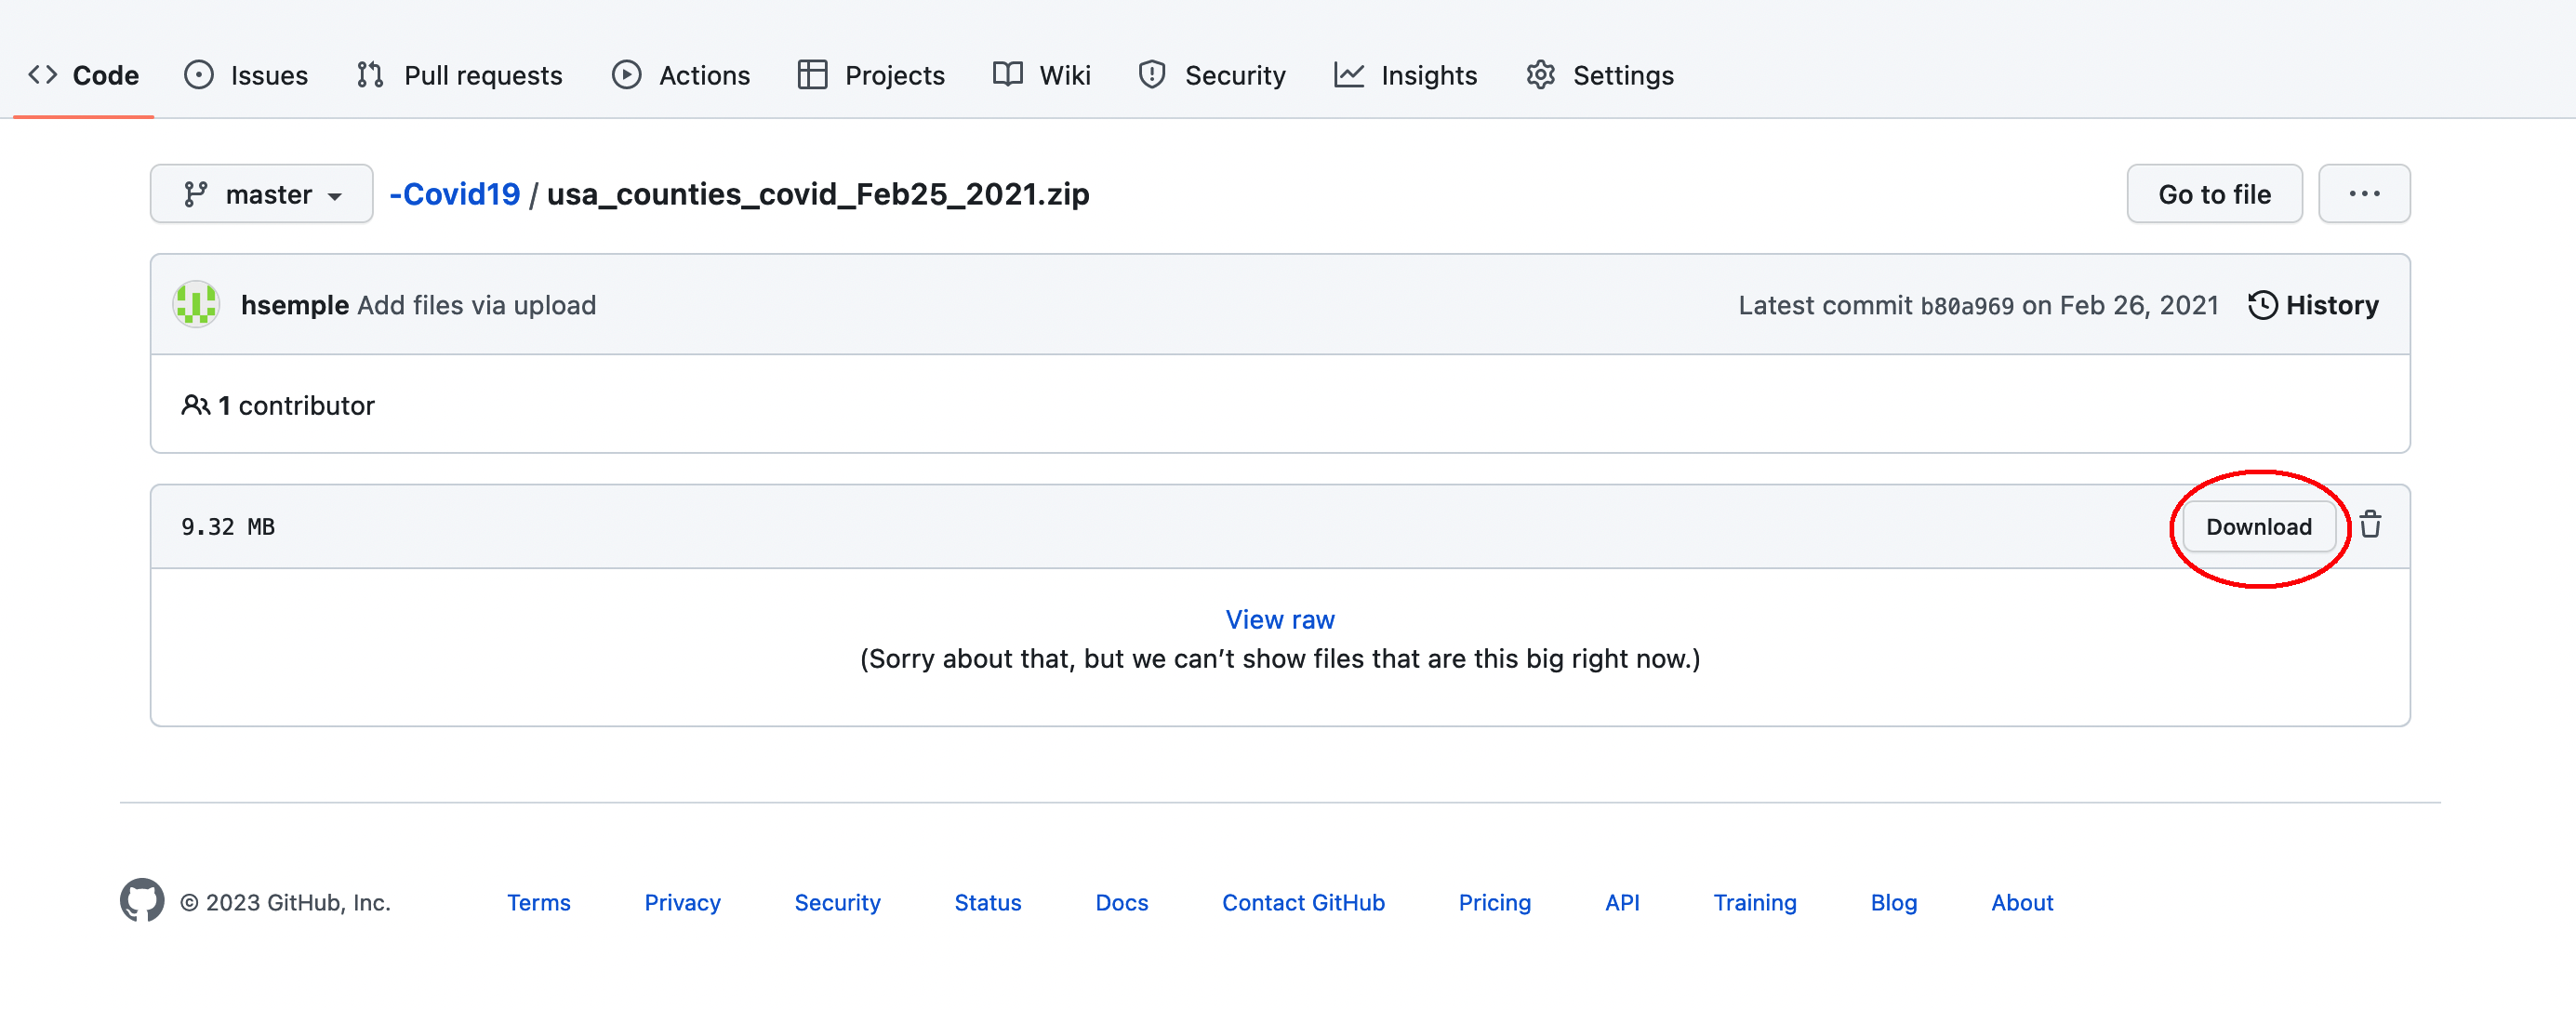 Code Issues Pull requests Actions Projects Wiki Security Insights Settings
master -Covid19 / usa_counties_covid_Feb25_2021.zip Go to file ...
hsemple Add files via upload Latest commit b80a969 on Feb 26, 2021 History
1 contributor
9.32 MB Download
View raw
(Sorry about that, but we can’t show files that are this big right now.)
© 2023 GitHub, Inc. Terms Privacy Security Status Docs Contact GitHub Pricing API Training Blog About